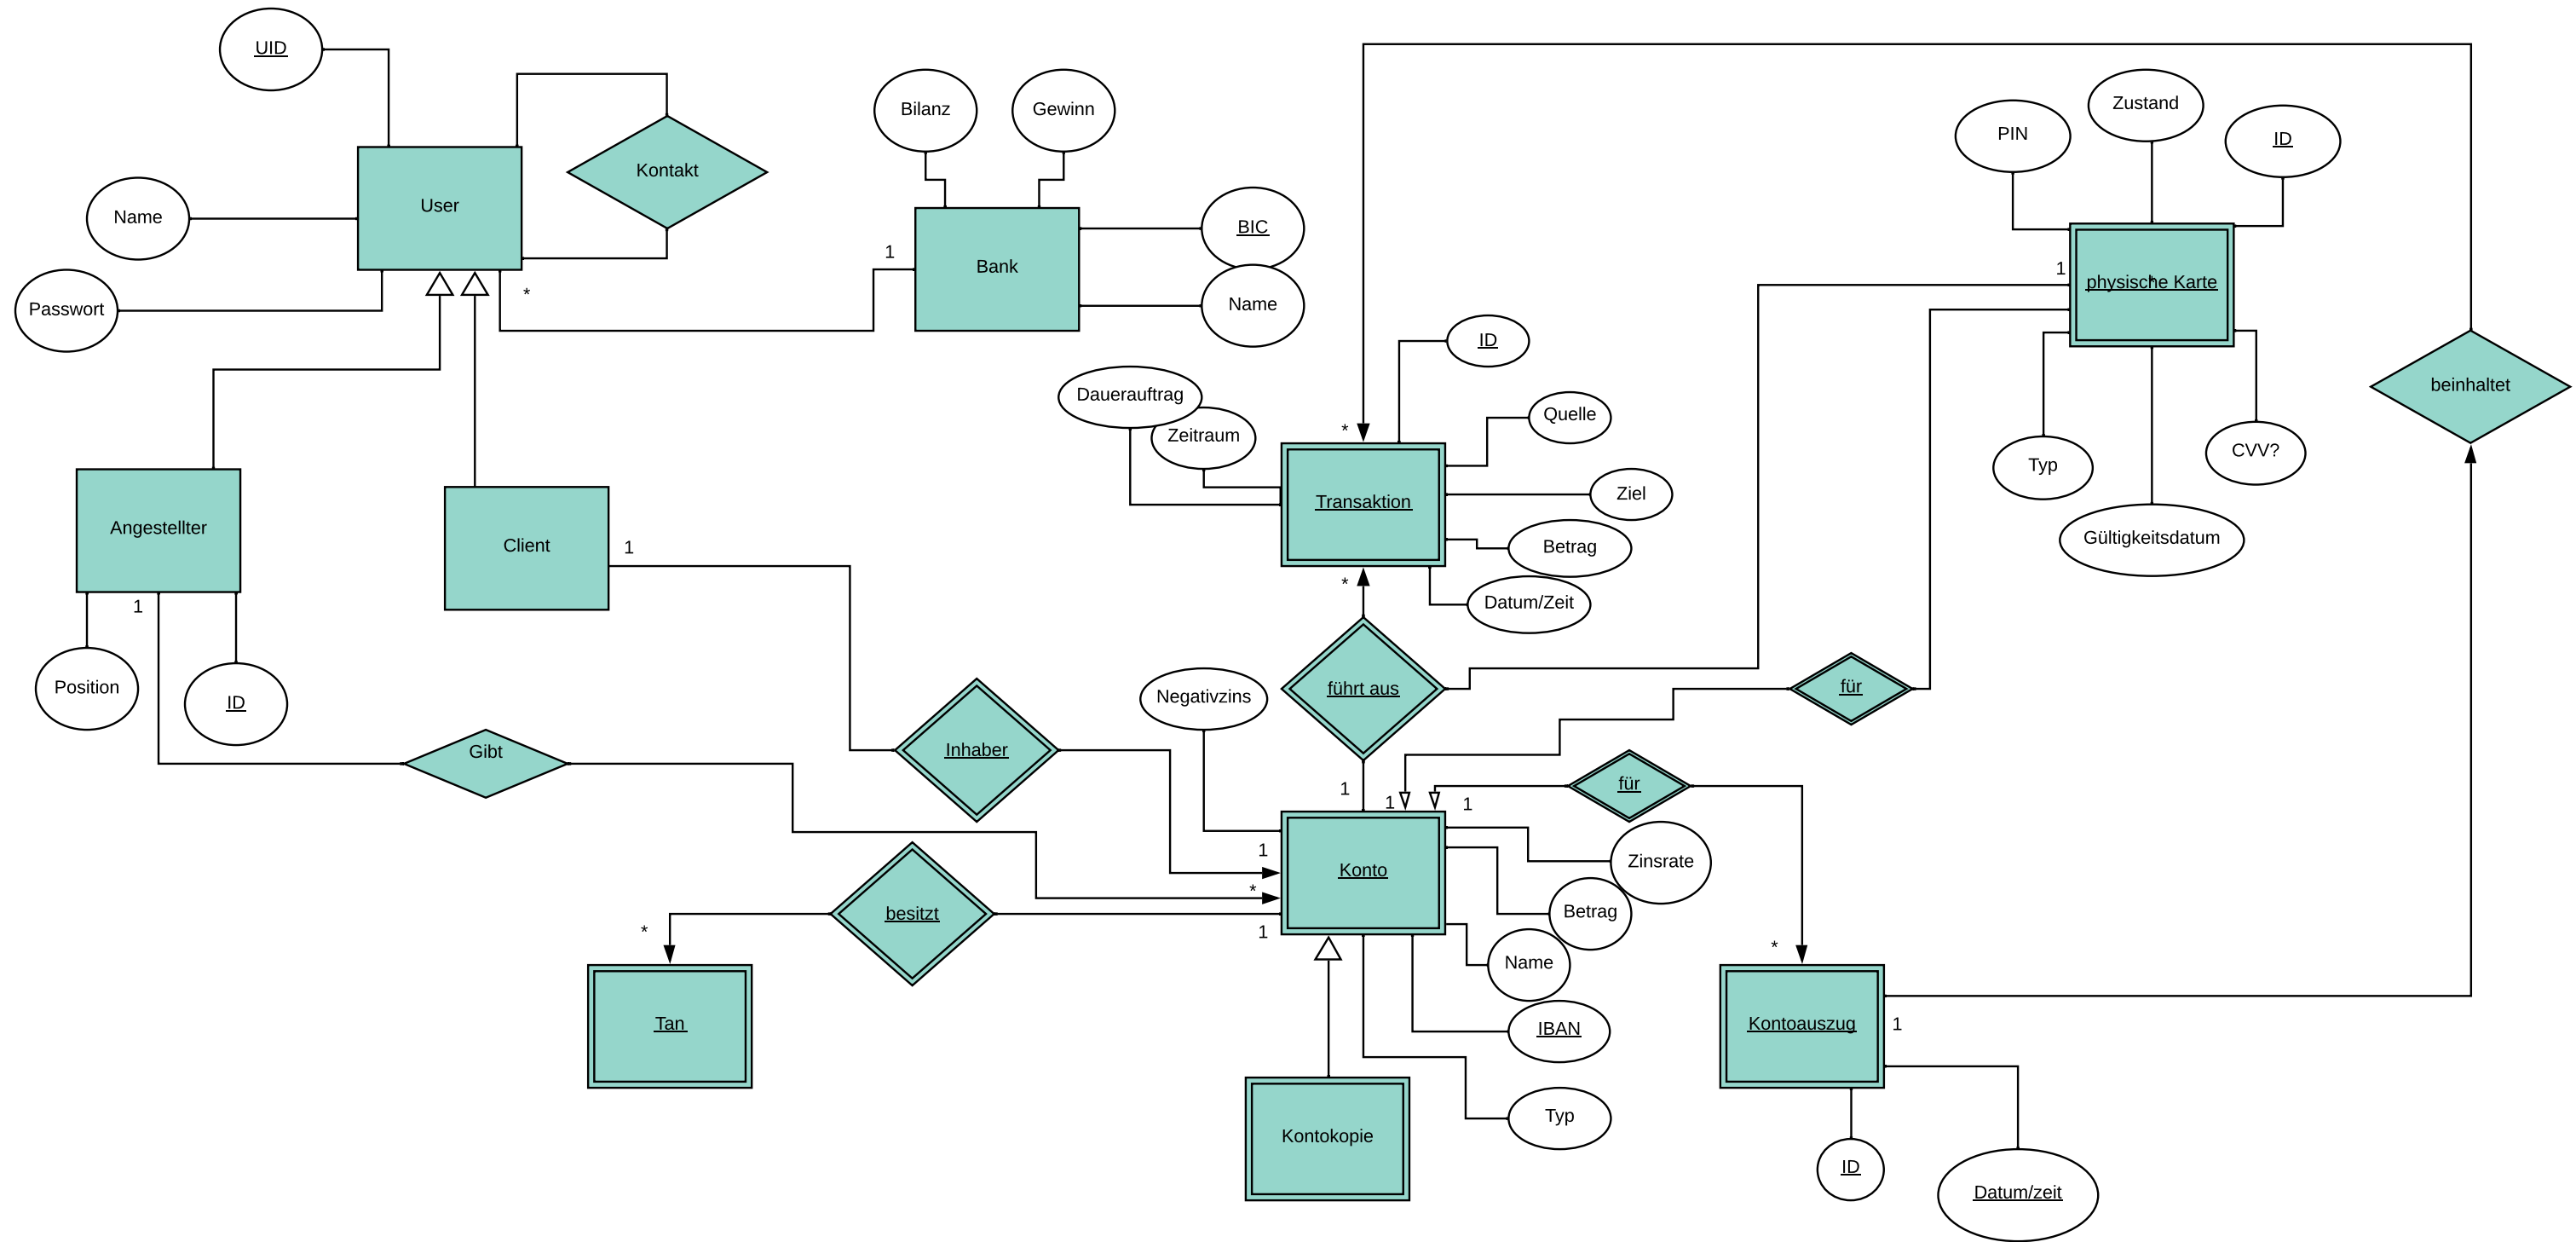 UID
Zustand
Bilanz
Gewinn
PIN
ID
Kontakt
User
Name
BIC
1
Bank
1
physische Karte
*
Name
Passwort
ID
beinhaltet
Dauerauftrag
Quelle
*
Zeitraum
CVV?
Typ
Ziel
Transaktion
Angestellter
Gültigkeitsdatum
Client
1
Betrag
*
Datum/Zeit
1
Position
führt aus
für
Negativzins
ID
Inhaber
Gibt
für
1
1
1
1
Zinsrate
Konto
*
Betrag
besitzt
*
1
*
Name
Tan
Kontoauszug
1
IBAN
Typ
Kontokopie
ID
Datum/zeit